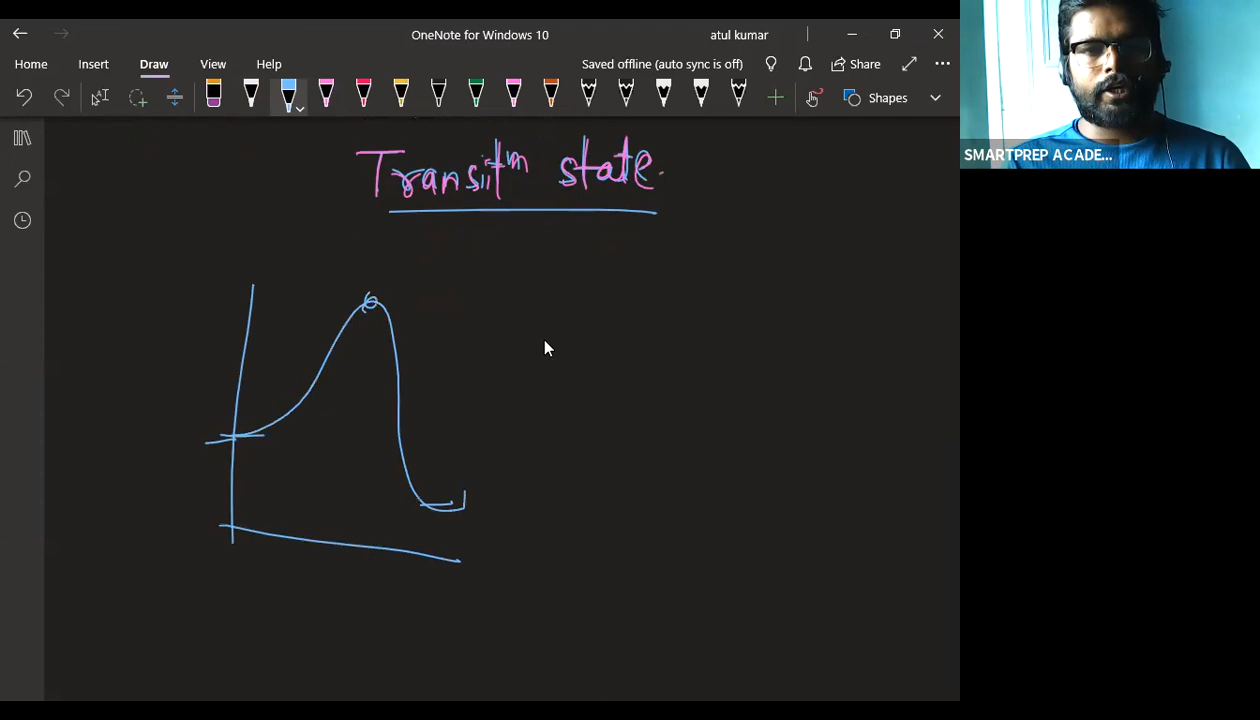 OneNote for Windows 10
atul kumar
Home
Insert
Draw
View
Help
Saved offline (auto sync is off)
Share
Shapes
SMARTPREP ACADE...
Transitn state.